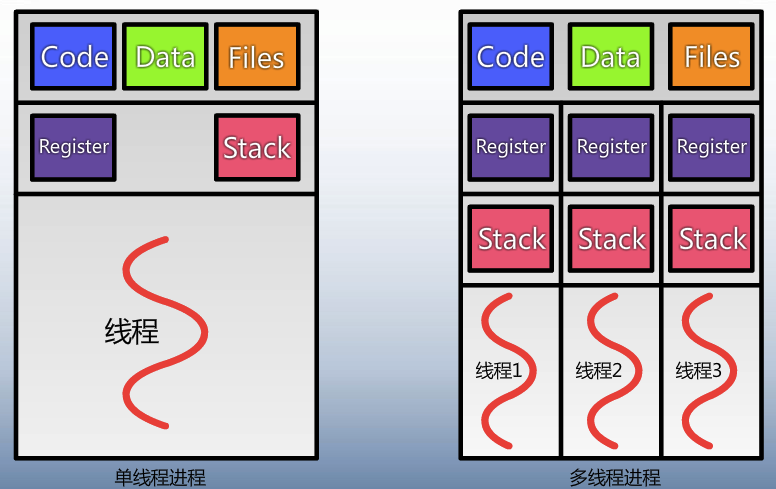 Code Data Files
Register Stack
线程
单线程进程
Code Data Files
Register Register Register
Stack Stack Stack
线程1 线程2 线程3
多线程进程